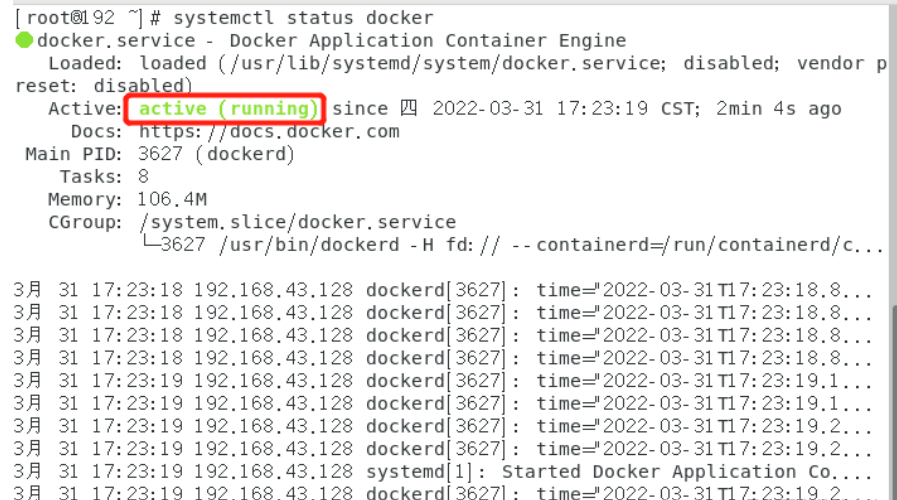 [root@192 ~]# systemctl status docker
docker.service - Docker Application Container Engine
Loaded: loaded (/usr/lib/systemd/system/docker.service; disabled; vendor p
reset: disabled)
Active: active (running) since 四 2022-03-31 17:23:19 CST; 2min 4s ago
Docs: https://docs.docker.com
Main PID: 3627 (dockerd)
Tasks: 8
Memory: 106.4M
CGroup: /system.slice/docker.service
└─3627 /usr/bin/dockerd -H fd:// --containerd=/run/containerd/c...
3月 31 17:23:18 192.168.43.128 dockerd[3627]: time="2022-03-31T17:23:18.8...
3月 31 17:23:18 192.168.43.128 dockerd[3627]: time="2022-03-31T17:23:18.8...
3月 31 17:23:18 192.168.43.128 dockerd[3627]: time="2022-03-31T17:23:18.8...
3月 31 17:23:18 192.168.43.128 dockerd[3627]: time="2022-03-31T17:23:18.8...
3月 31 17:23:19 192.168.43.128 dockerd[3627]: time="2022-03-31T17:23:19.1...
3月 31 17:23:19 192.168.43.128 dockerd[3627]: time="2022-03-31T17:23:19.1...
3月 31 17:23:19 192.168.43.128 dockerd[3627]: time="2022-03-31T17:23:19.2...
3月 31 17:23:19 192.168.43.128 dockerd[3627]: time="2022-03-31T17:23:19.2...
3月 31 17:23:19 192.168.43.128 systemd[1]: Started Docker Application Co....
3月 31 17:23:19 192.168.43.128 dockerd[3627]: time="2022-03-31T17:23:19.2...